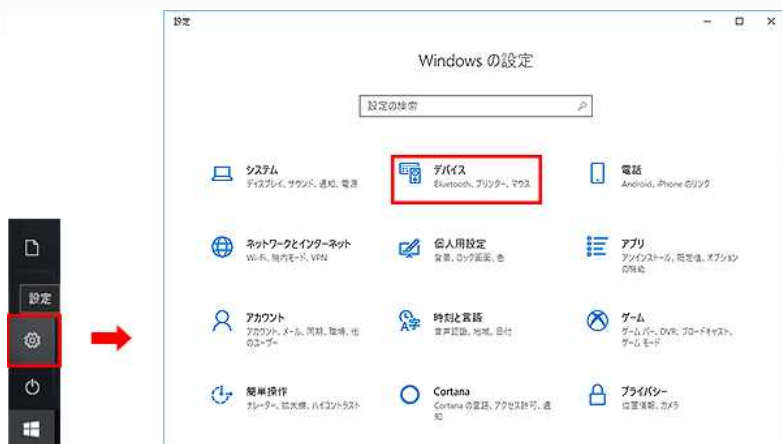 設定
Windows の設定
設定の検索
システム
ディスプレイ、サウンド、通知、電源
デバイス
Bluetooth、プリンター、マウス
電話
Android、iPhone のリンク
ネットワークとインターネット
Wi-Fi、機内モード、VPN
個人用設定
背景、ロック画面、色
アプリ
アンインストール、既定値、オプション
の機能
アカウント
アカウント、メール、同期、職場、他
のユーザー
時刻と言語
音声認識、地域、日付
ゲーム
ゲーム バー、DVR、ブロードキャスト、
ゲーム モード
簡単操作
ナレーター、拡大鏡、ハイコントラスト
Cortana
Cortana の言語、アクセス許可、通
知
プライバシー
位置情報、カメラ
設定